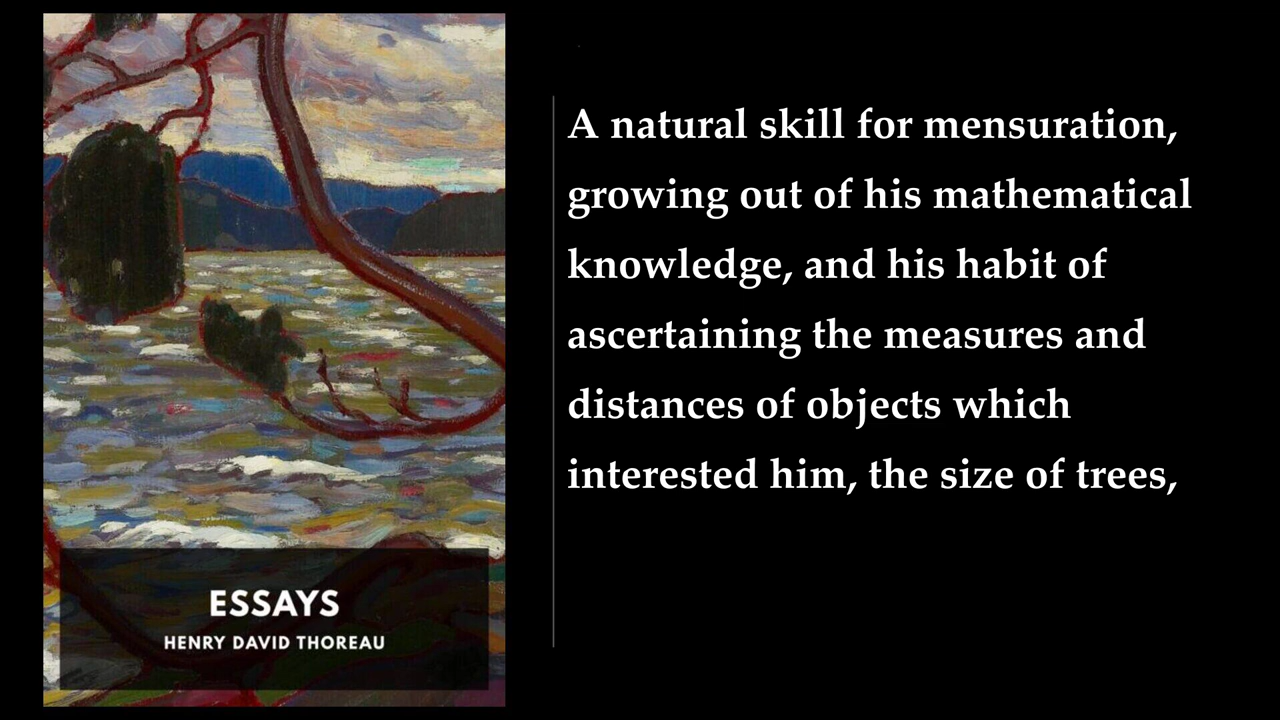 ESSAYS
HENRY DAVID THOREAU
A natural skill for mensuration,
growing out of his mathematical
knowledge, and his habit of
ascertaining the measures and
distances of objects which
interested him, the size of trees,